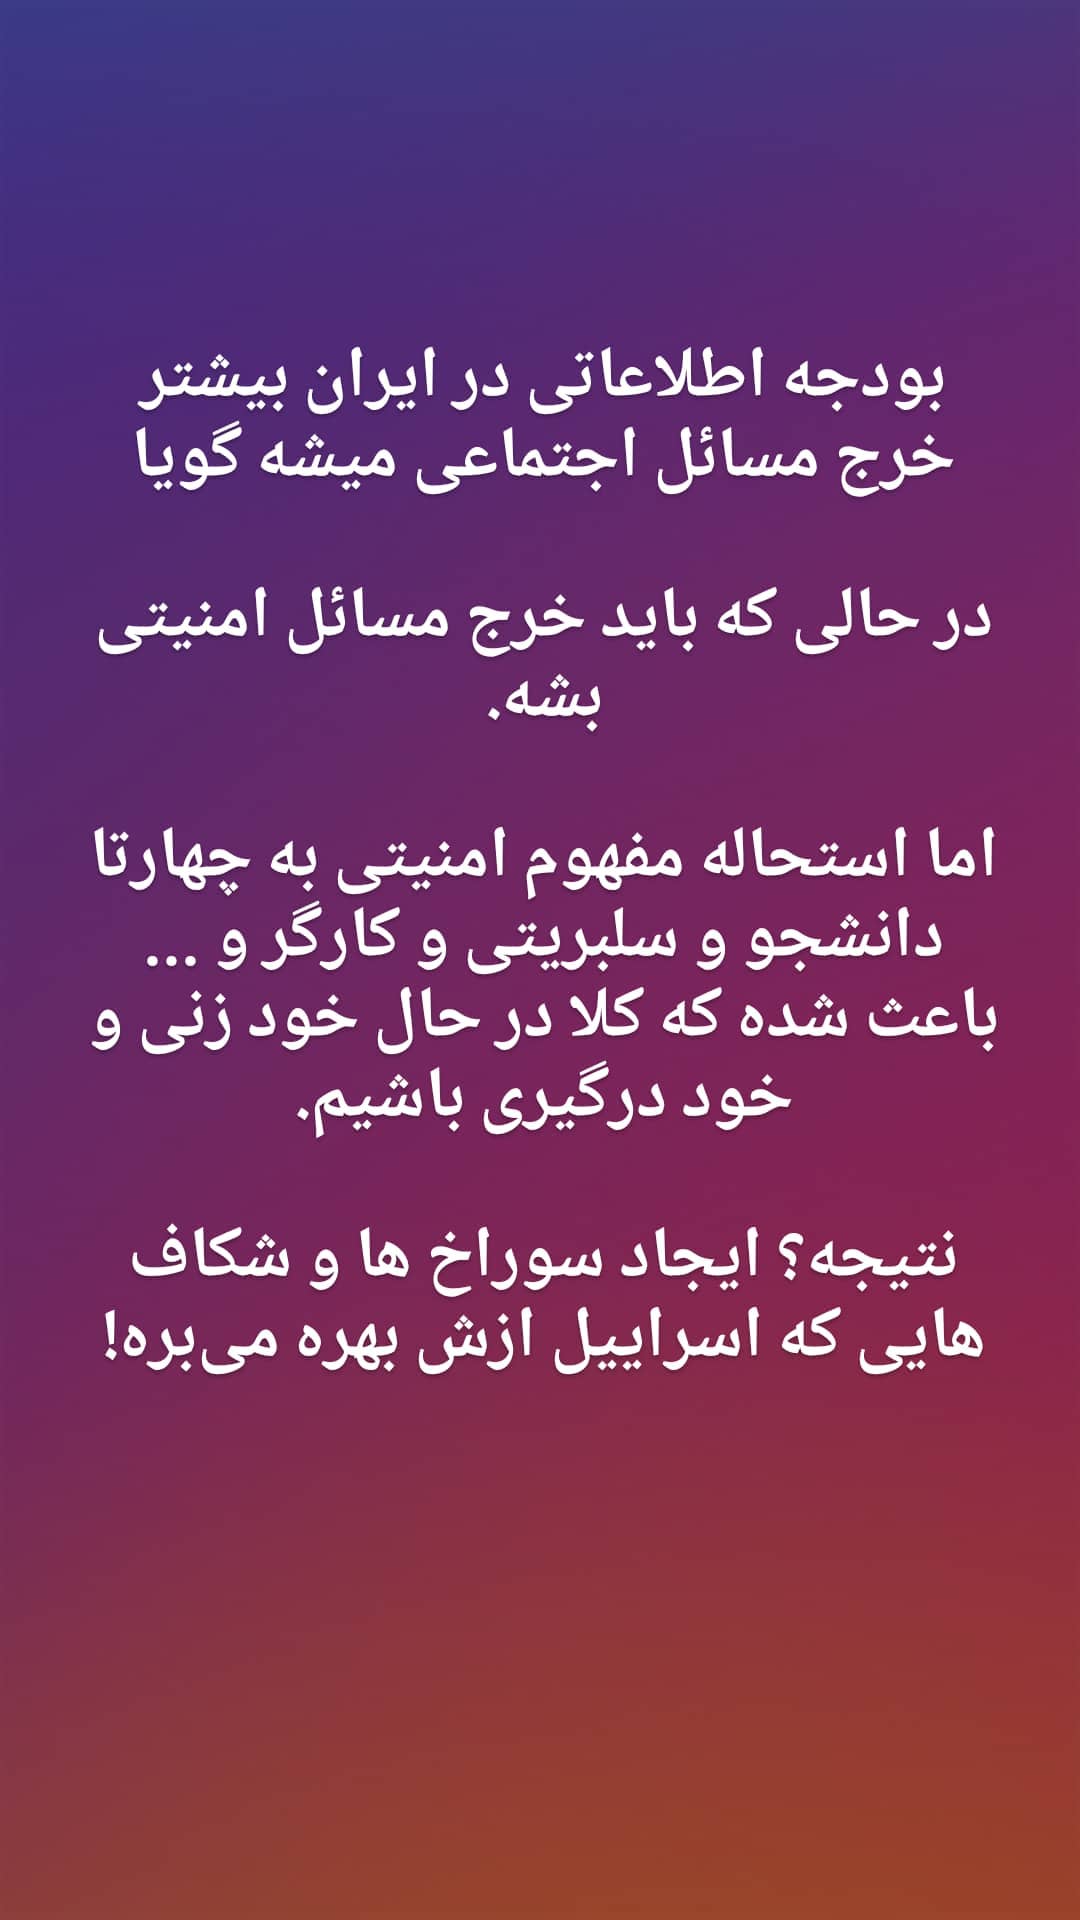 بودجه اطلاعاتی در ایران بیشتر
خرج مسائل اجتماعی میشه گویا
در حالی که باید خرج مسائل امنیتی
بشه.
اما استحاله مفهوم امنیتی به چهارتا
دانشجو و سلبریتی و کارگر و ...
باعث شده که کلا در حال خود زنی و
خود درگیری باشیم.
نتیجه؟ ایجاد سوراخ ها و شکاف
هایی که اسراییل ازش بهره می‌بره!